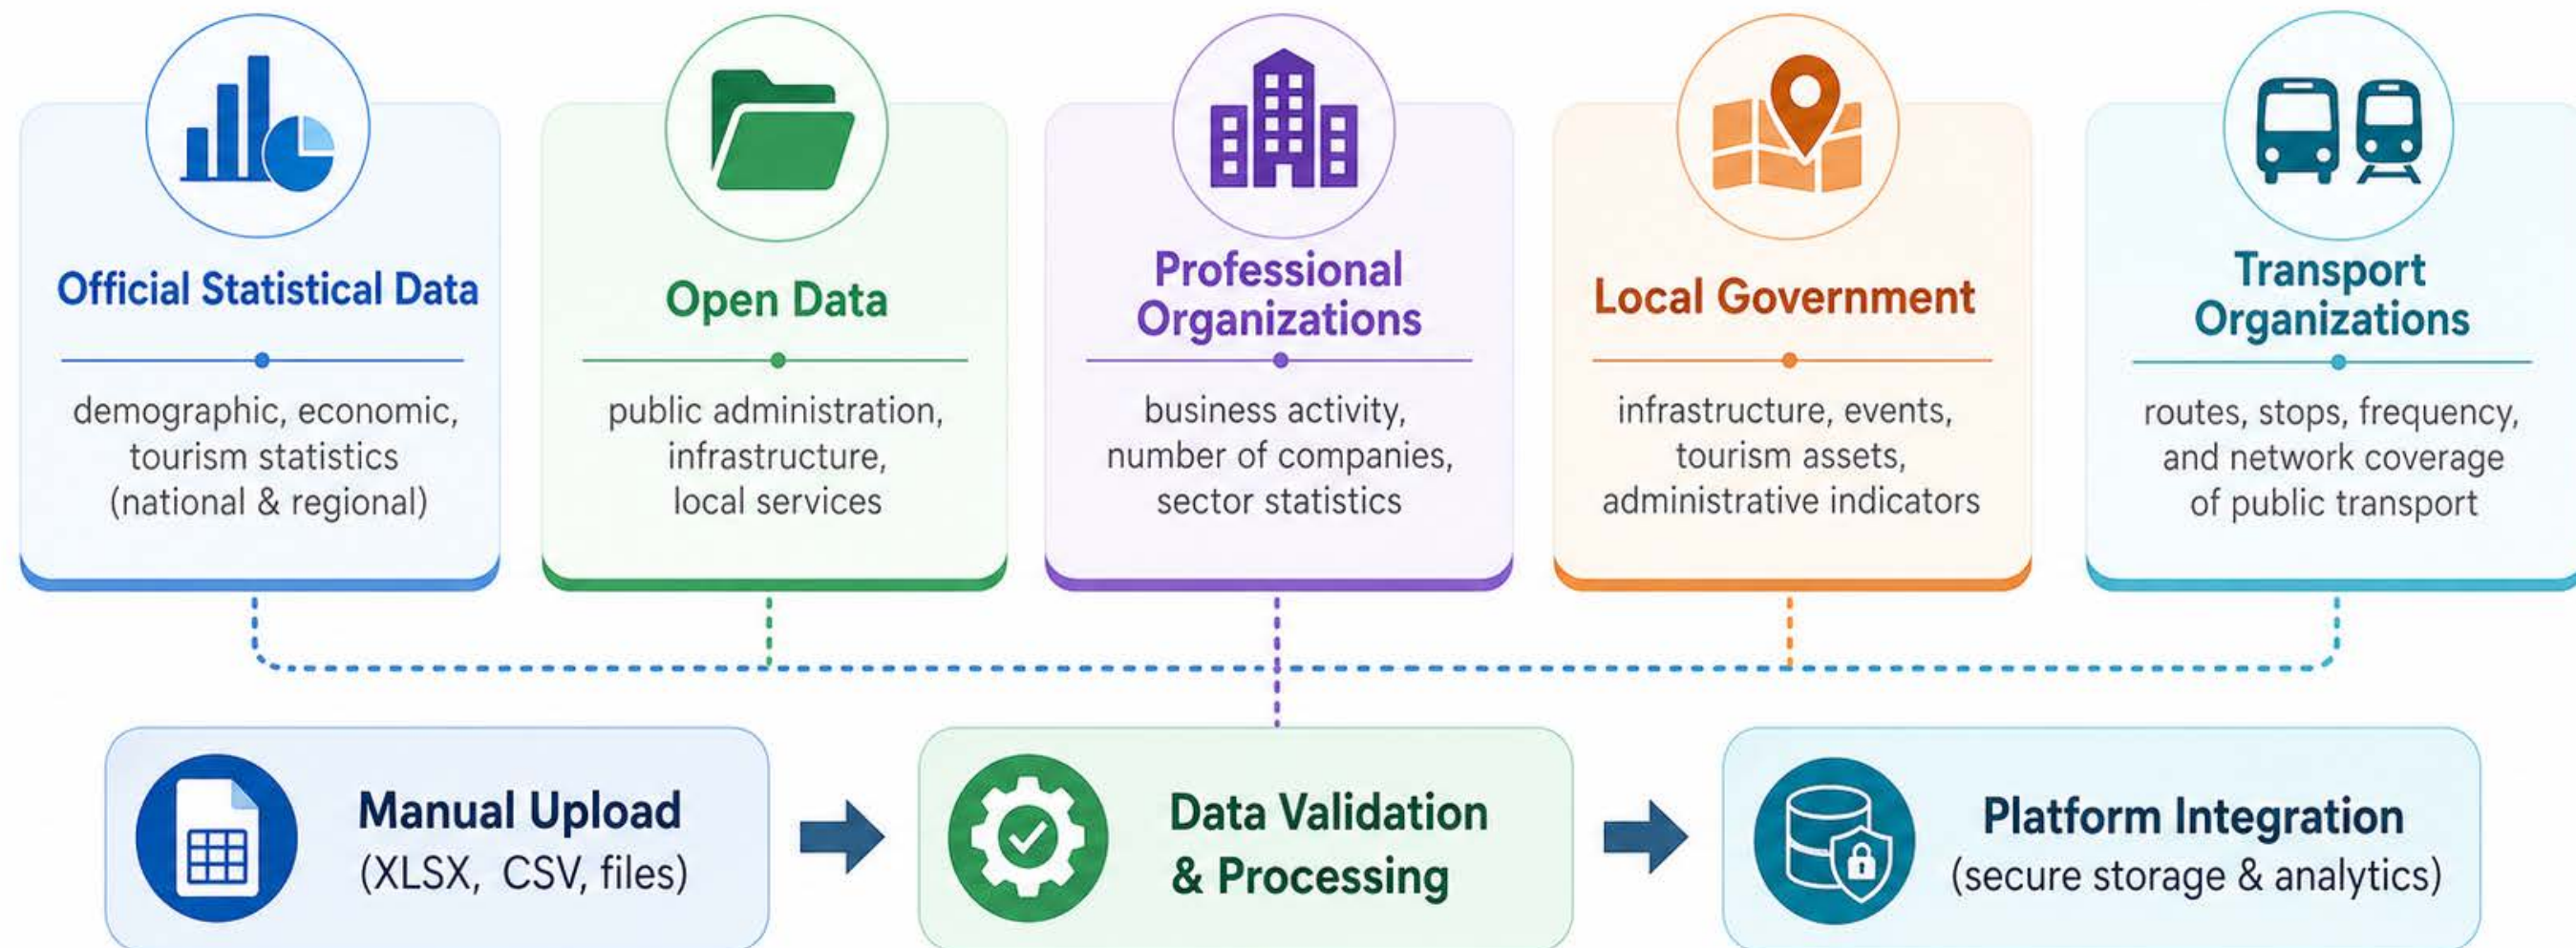 Official Statistical Data
demographic, economic,
tourism statistics
(national & regional)
Open Data
public administration,
infrastructure,
local services
Professional
Organizations
business activity,
number of companies,
sector statistics
Local Government
infrastructure, events,
tourism assets,
administrative indicators
Transport
Organizations
routes, stops, frequency,
and network coverage
of public transport
Manual Upload
(XLSX, CSV, files)
Data Validation
& Processing
Platform Integration
(secure storage & analytics)